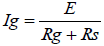 Ig = E / (Rg + Rs)